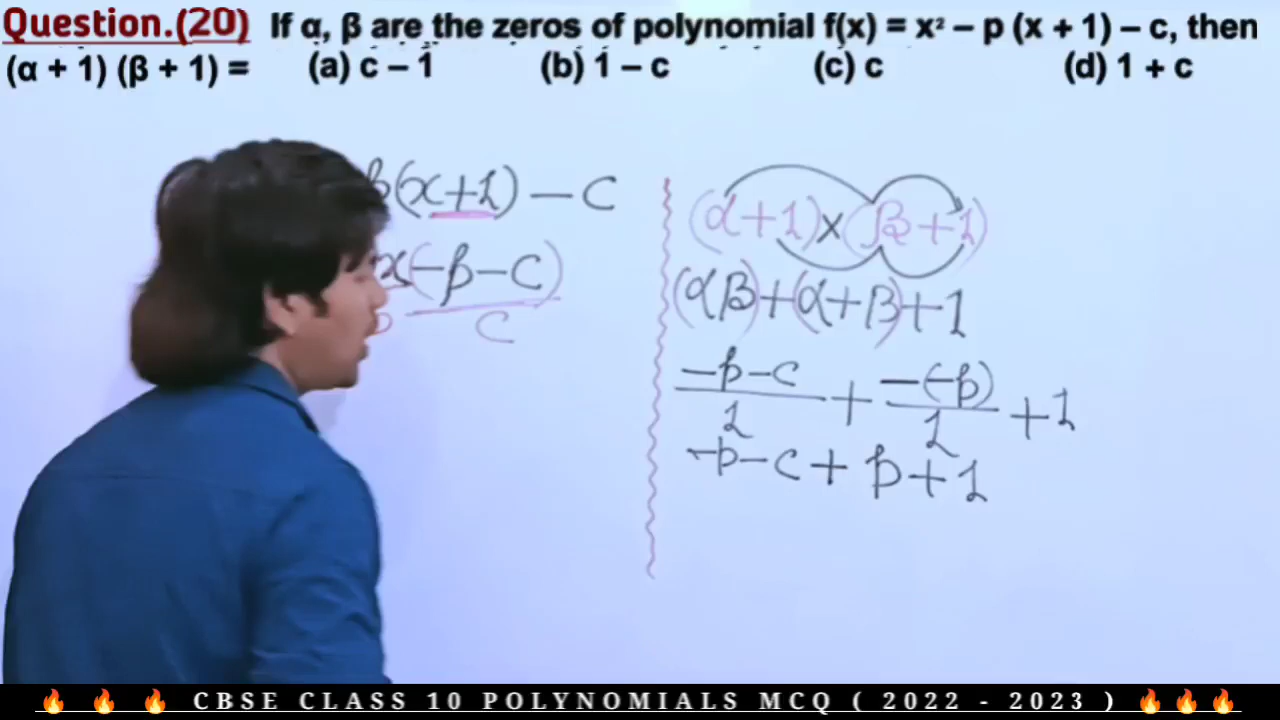 Question.(20) If α, β are the zeros of polynomial f(x) = x² – p (x + 1) – c, then
(α + 1) (β + 1) = (a) c – 1 (b) 1 – c (c) c (d) 1 + c
p(x+1) – c
x(-p-c)
c
(α+1)×(β+1)
(αβ)+(α+β)+1
-p-c/1 + -(-p)/1 +1
-p-c+p+1
🔥 🔥 🔥 CBSE CLASS 10 POLYNOMIALS MCQ ( 2022 - 2023 ) 🔥🔥🔥